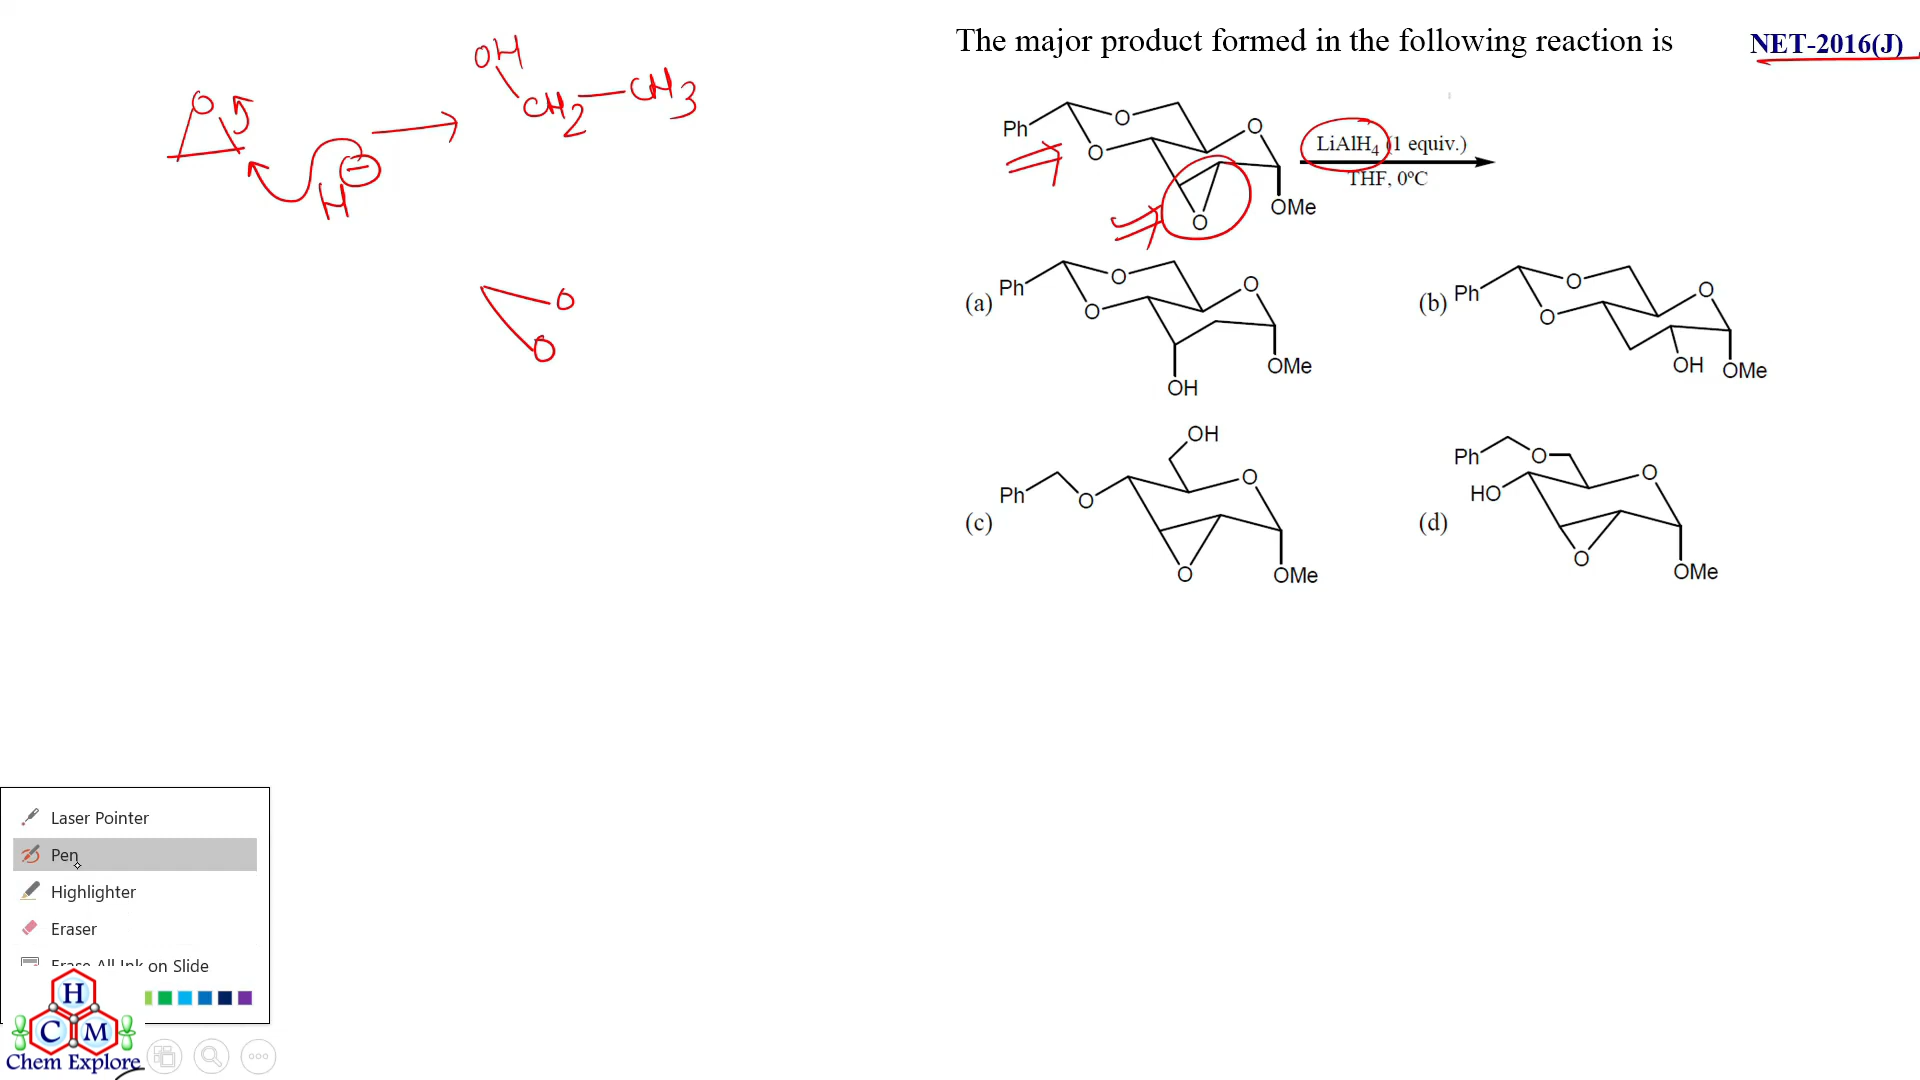 The major product formed in the following reaction is
NET-2016(J)
OH
CH2—CH3
O
H
O
O
Ph
O
O
O
O
OMe
LiAlH4 (1 equiv.)
THF, 0ºC
(a)
Ph
O
O
O
OH
OMe
(b)
Ph
O
O
O
OH
OMe
(c)
OH
Ph
O
O
O
OMe
(d)
Ph
O
HO
O
O
OMe
Laser Pointer
Pen
Highlighter
Eraser
Erase All Ink on Slide
H
C M
Chem Explore